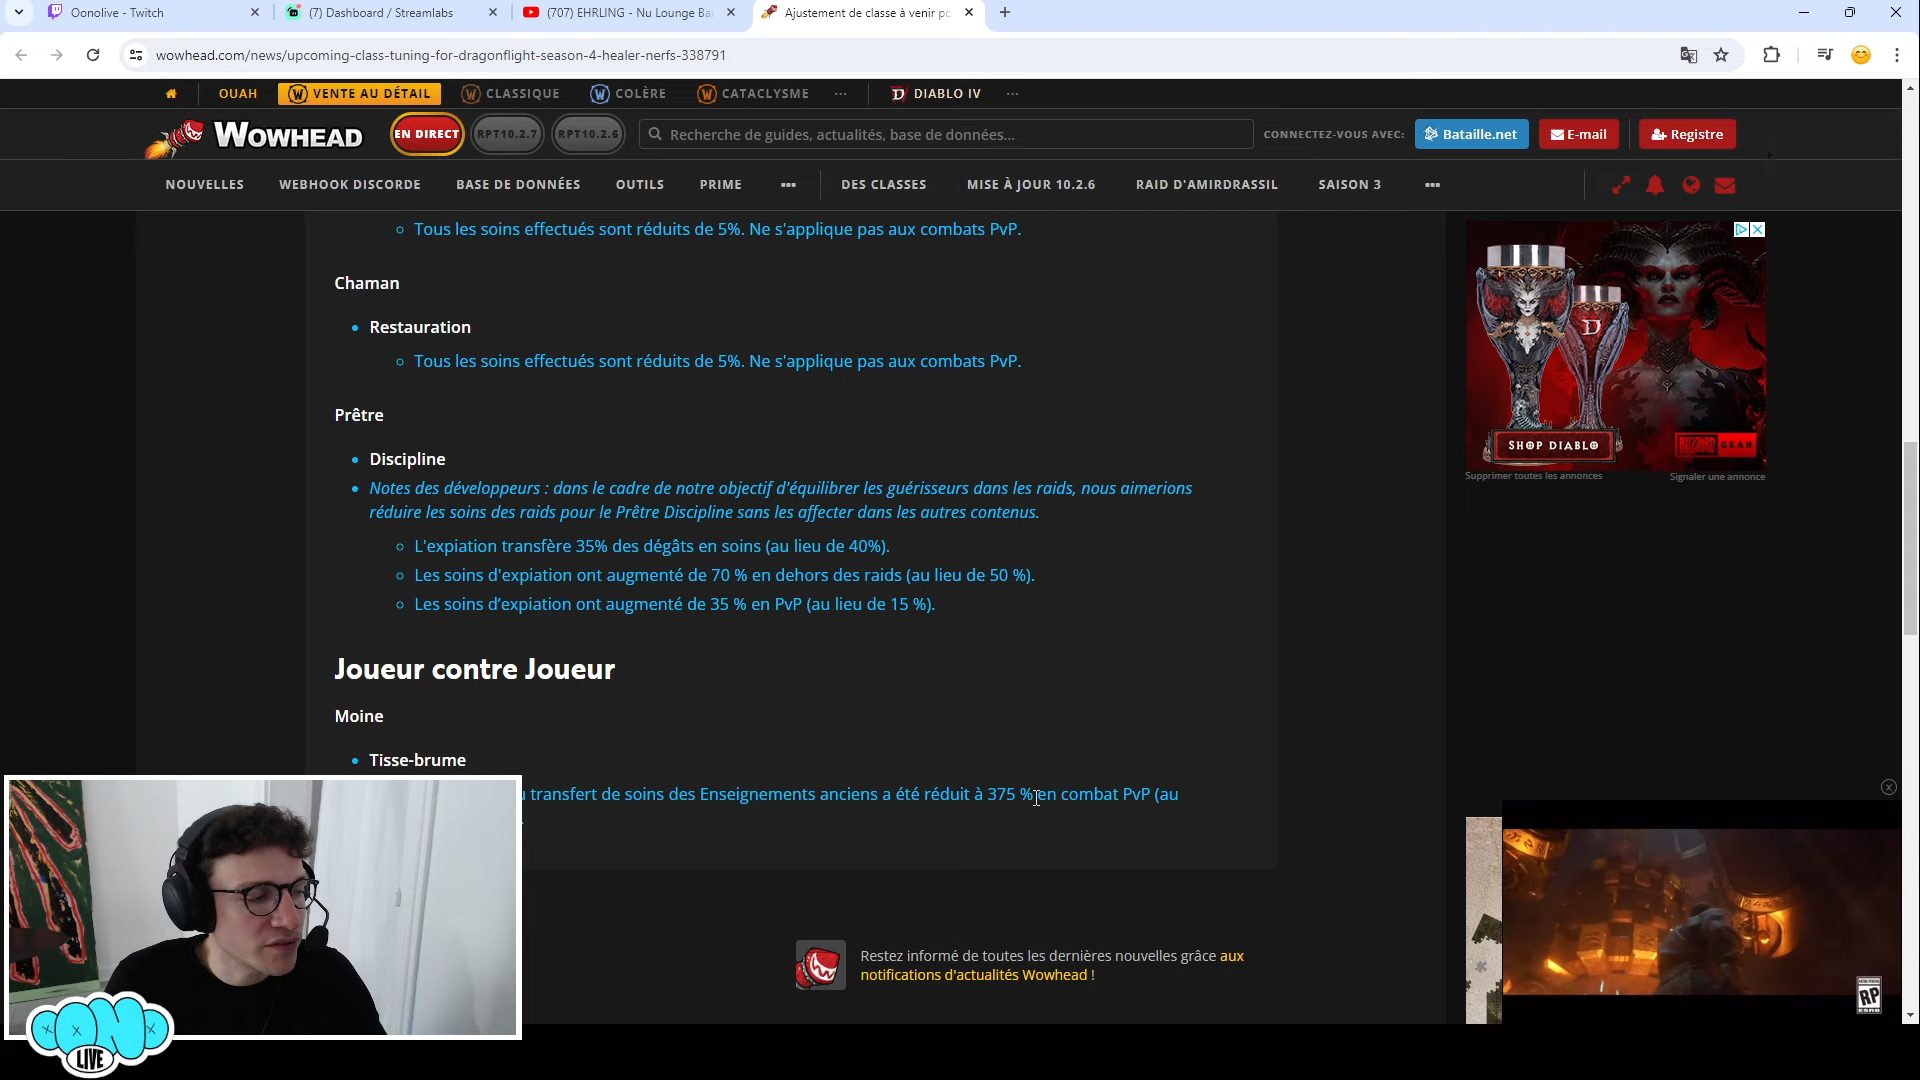 Oonolive - Twitch
(7) Dashboard / Streamlabs
(707) EHRLING - Nu Lounge Ba
Ajustement de classe à venir po
wowhead.com/news/upcoming-class-tuning-for-dragonflight-season-4-healer-nerfs-338791
OUAH
VENTE AU DÉTAIL
CLASSIQUE
COLÈRE
CATACLYSME
DIABLO IV
WOWHEAD
EN DIRECT
RPT10.2.7
RPT10.2.6
Recherche de guides, actualités, base de données...
CONNECTEZ-VOUS AVEC:
Bataille.net
E-mail
Registre
NOUVELLES
WEBHOOK DISCORDE
BASE DE DONNÉES
OUTILS
PRIME
DES CLASSES
MISE À JOUR 10.2.6
RAID D'AMIRDRASSIL
SAISON 3
Tous les soins effectués sont réduits de 5%. Ne s'applique pas aux combats PvP.
Chaman
Restauration
Tous les soins effectués sont réduits de 5%. Ne s'applique pas aux combats PvP.
Prêtre
Discipline
Notes des développeurs : dans le cadre de notre objectif d'équilibrer les guérisseurs dans les raids, nous aimerions
réduire les soins des raids pour le Prêtre Discipline sans les affecter dans les autres contenus.
L'expiation transfère 35% des dégâts en soins (au lieu de 40%).
Les soins d'expiation ont augmenté de 70 % en dehors des raids (au lieu de 50 %).
Les soins d’expiation ont augmenté de 35 % en PvP (au lieu de 15 %).
Joueur contre Joueur
Moine
Tisse-brume
transfert de soins des Enseignements anciens a été réduit à 375 % en combat PvP (au
Restez informé de toutes les dernières nouvelles grâce aux
notifications d'actualités Wowhead !
SHOP DIABLO
BLIZZARD GEAR
Supprimer toutes les annonces
Signaler une annonce
RP
OONO
LIVE